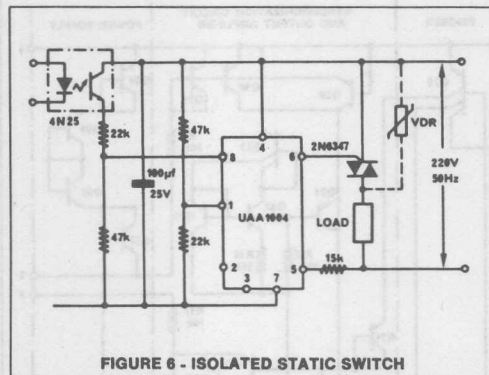 4N25
22k
47k
100µf
25V
47k
22k
8
1
2
3
7
4
6
5
UAA1004
2N6347
VDR
LOAD
15k
220V
50Hz
FIGURE 6 - ISOLATED STATIC SWITCH